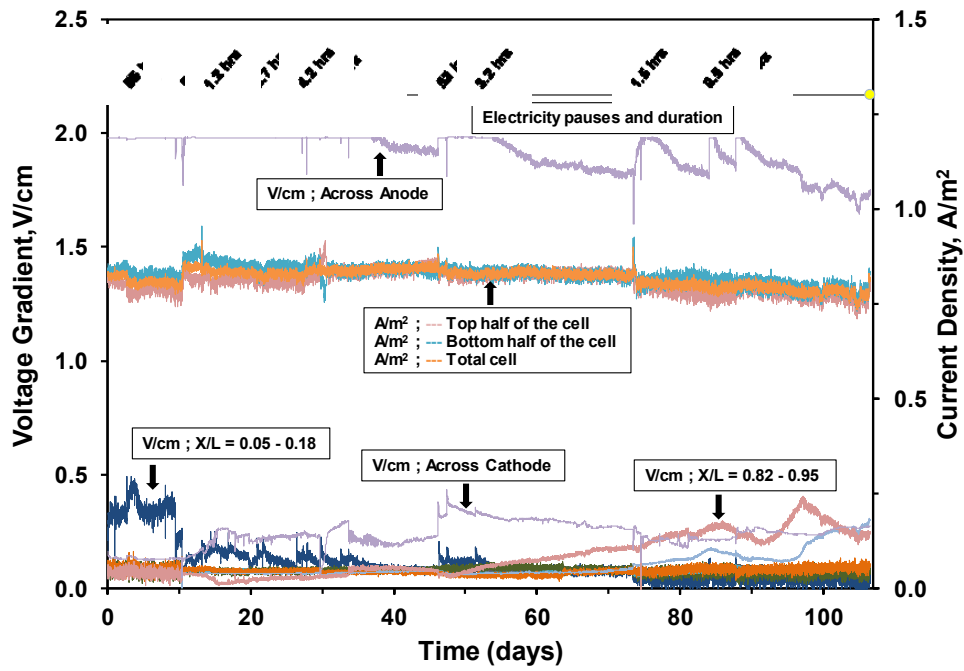 2.5
2.0
1.5
1.0
0.5
0.0
Voltage Gradient, V/cm
1.2 hrs
4.2 hrs
3.2 hrs
1.5 hrs
Electricity pauses and duration
V/cm ; Across Anode
A/m² ; Top half of the cell
A/m² ; Bottom half of the cell
A/m² ; Total cell
V/cm ; X/L = 0.05 - 0.18
V/cm ; Across Cathode
V/cm ; X/L = 0.82 - 0.95
0 20 40 60 80 100
Time (days)
1.5
1.0
0.5
0.0
Current Density, A/m²